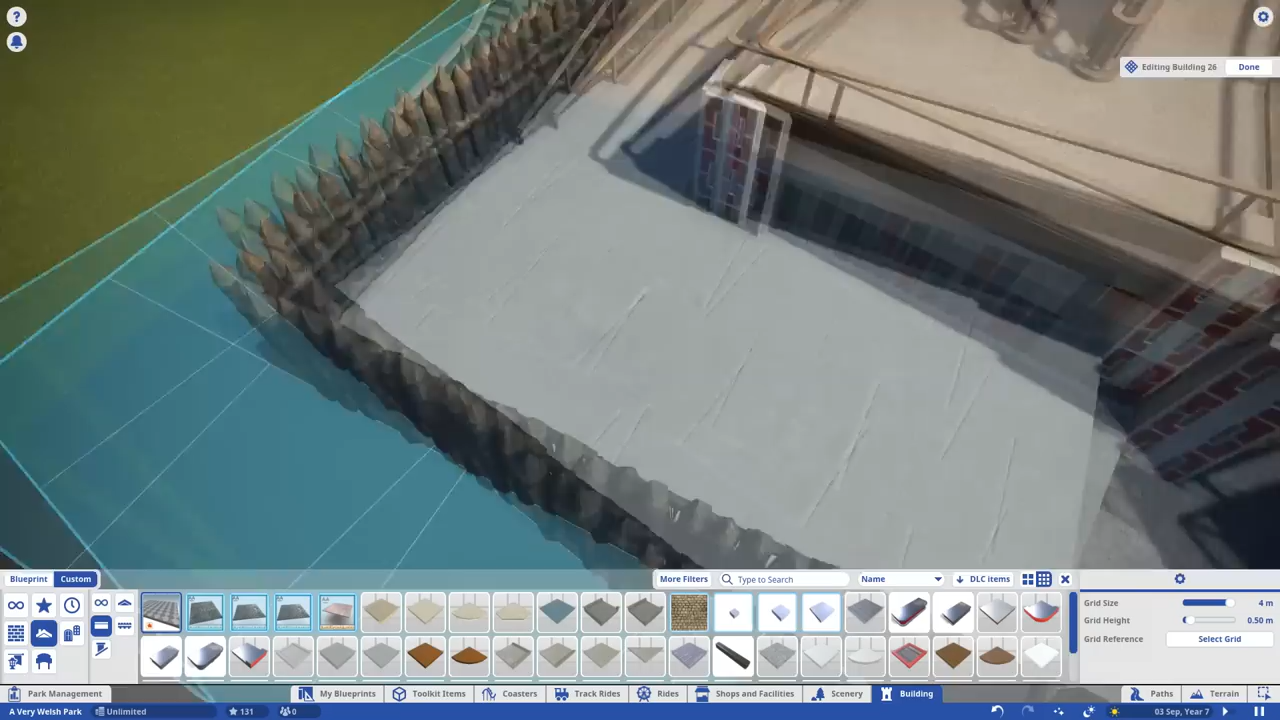 ?
Editing Building 26 Done
Blueprint Custom More Filters Type to Search Name DLC items
Grid Size 4 m
Grid Height 0.50 m
Grid Reference Select Grid
Park Management My Blueprints Toolkit Items Coasters Track Rides Rides Shops and Facilities Scenery Building Paths Terrain
A Very Welsh Park Unlimited 131 0 03 Sep, Year 7